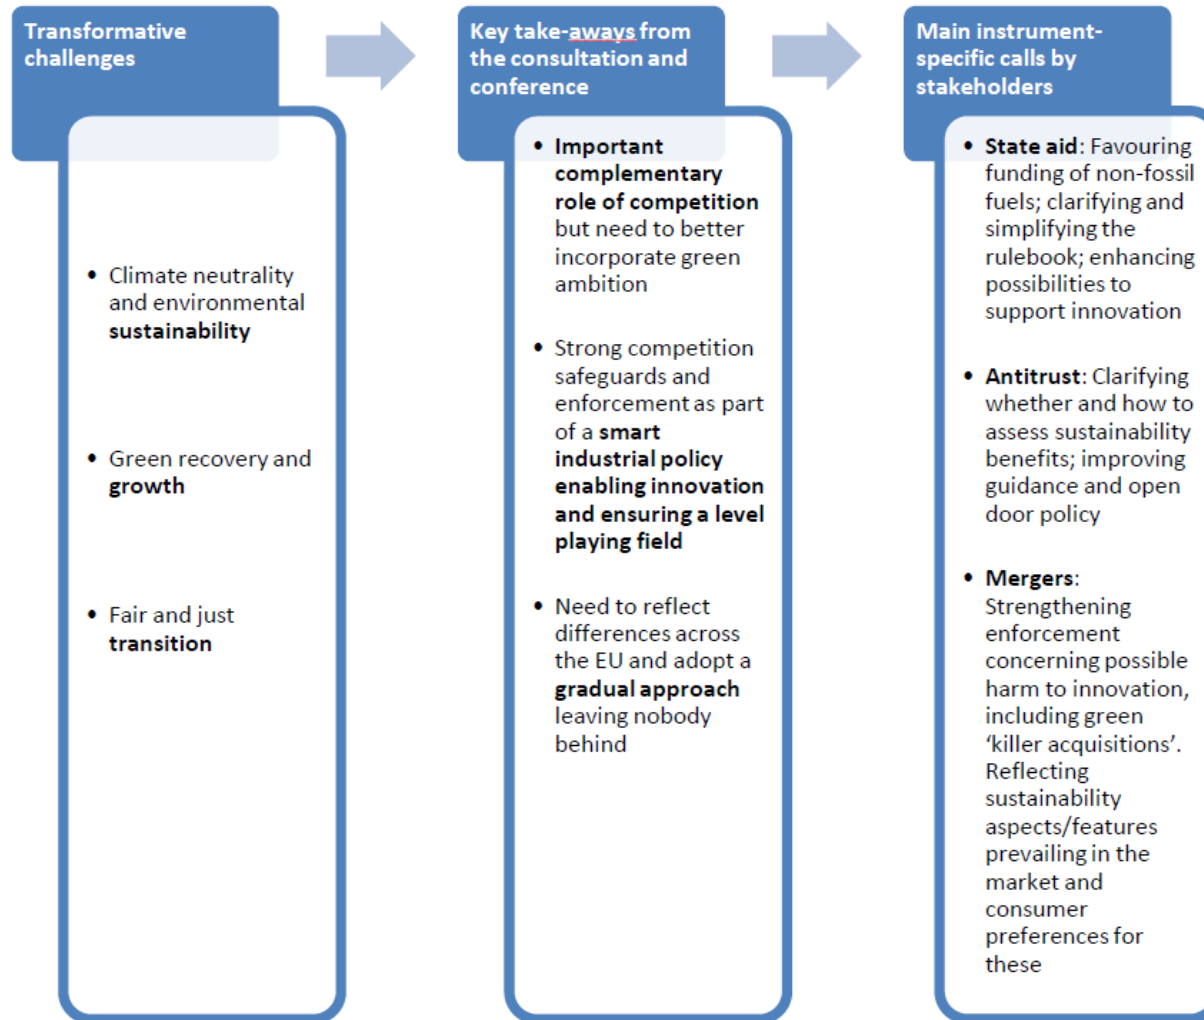 Transformative
challenges
• Climate neutrality
and environmental
sustainability
• Green recovery and
growth
• Fair and just
transition
Key take-aways from
the consultation and
conference
• Important
complementary
role of competition
but need to better
incorporate green
ambition
• Strong competition
safeguards and
enforcement as part
of a smart
industrial policy
enabling innovation
and ensuring a level
playing field
• Need to reflect
differences across
the EU and adopt a
gradual approach
leaving nobody
behind
Main instrument-
specific calls by
stakeholders
• State aid: Favouring
funding of non-fossil
fuels; clarifying and
simplifying the
rulebook; enhancing
possibilities to
support innovation
• Antitrust: Clarifying
whether and how to
assess sustainability
benefits; improving
guidance and open
door policy
• Mergers:
Strengthening
enforcement
concerning possible
harm to innovation,
including green
‘killer acquisitions’.
Reflecting
sustainability
aspects/features
prevailing in the
market and
consumer
preferences for
these